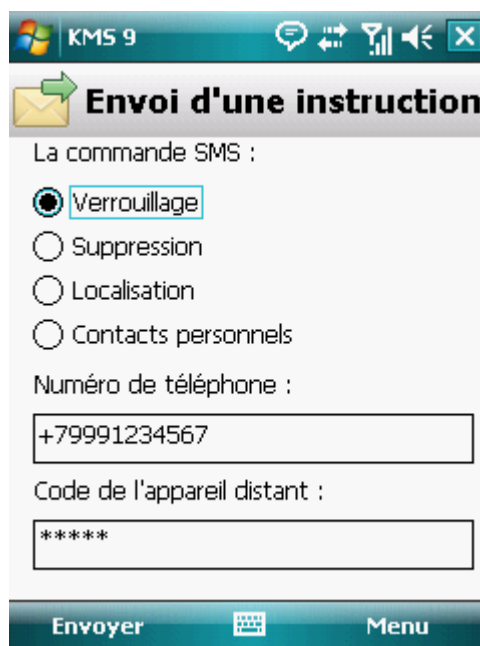 KMS 9
Envoi d'une instruction
La commande SMS :
Verrouillage
Suppression
Localisation
Contacts personnels
Numéro de téléphone :
+79991234567
Code de l'appareil distant :
*****
Envoyer Menu